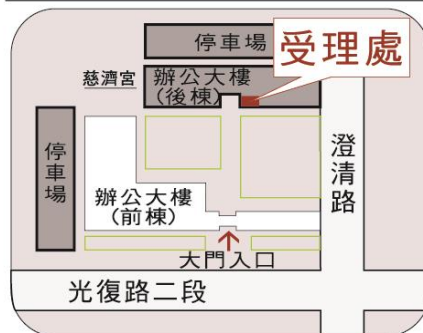 停車場
受理處
慈濟宮
辦公大樓
(後棟)
停車場
澄清路
辦公大樓
(前棟)
大門入口
光復路二段